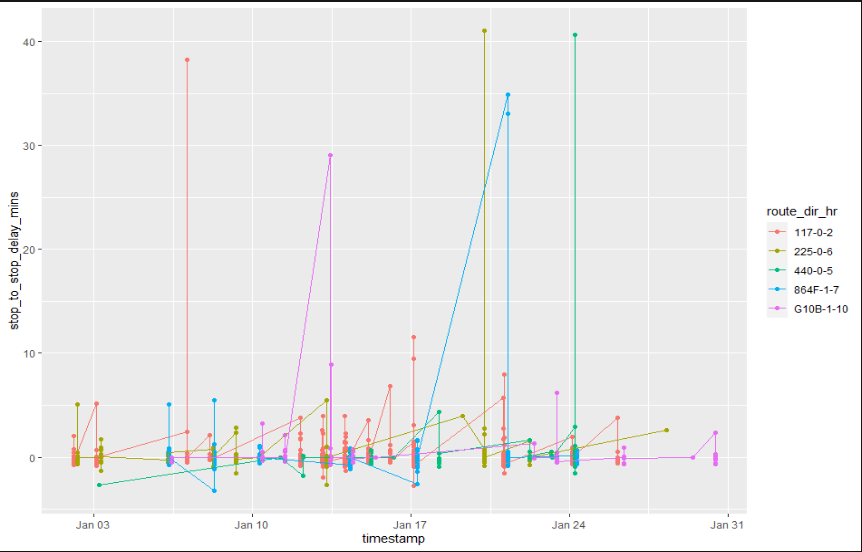 stop_to_stop_delay_mins
40
30
20
10
0
Jan 03
Jan 10
Jan 17
Jan 24
Jan 31
timestamp
route_dir_hr
117-0-2
225-0-6
440-0-5
864F-1-7
G10B-1-10